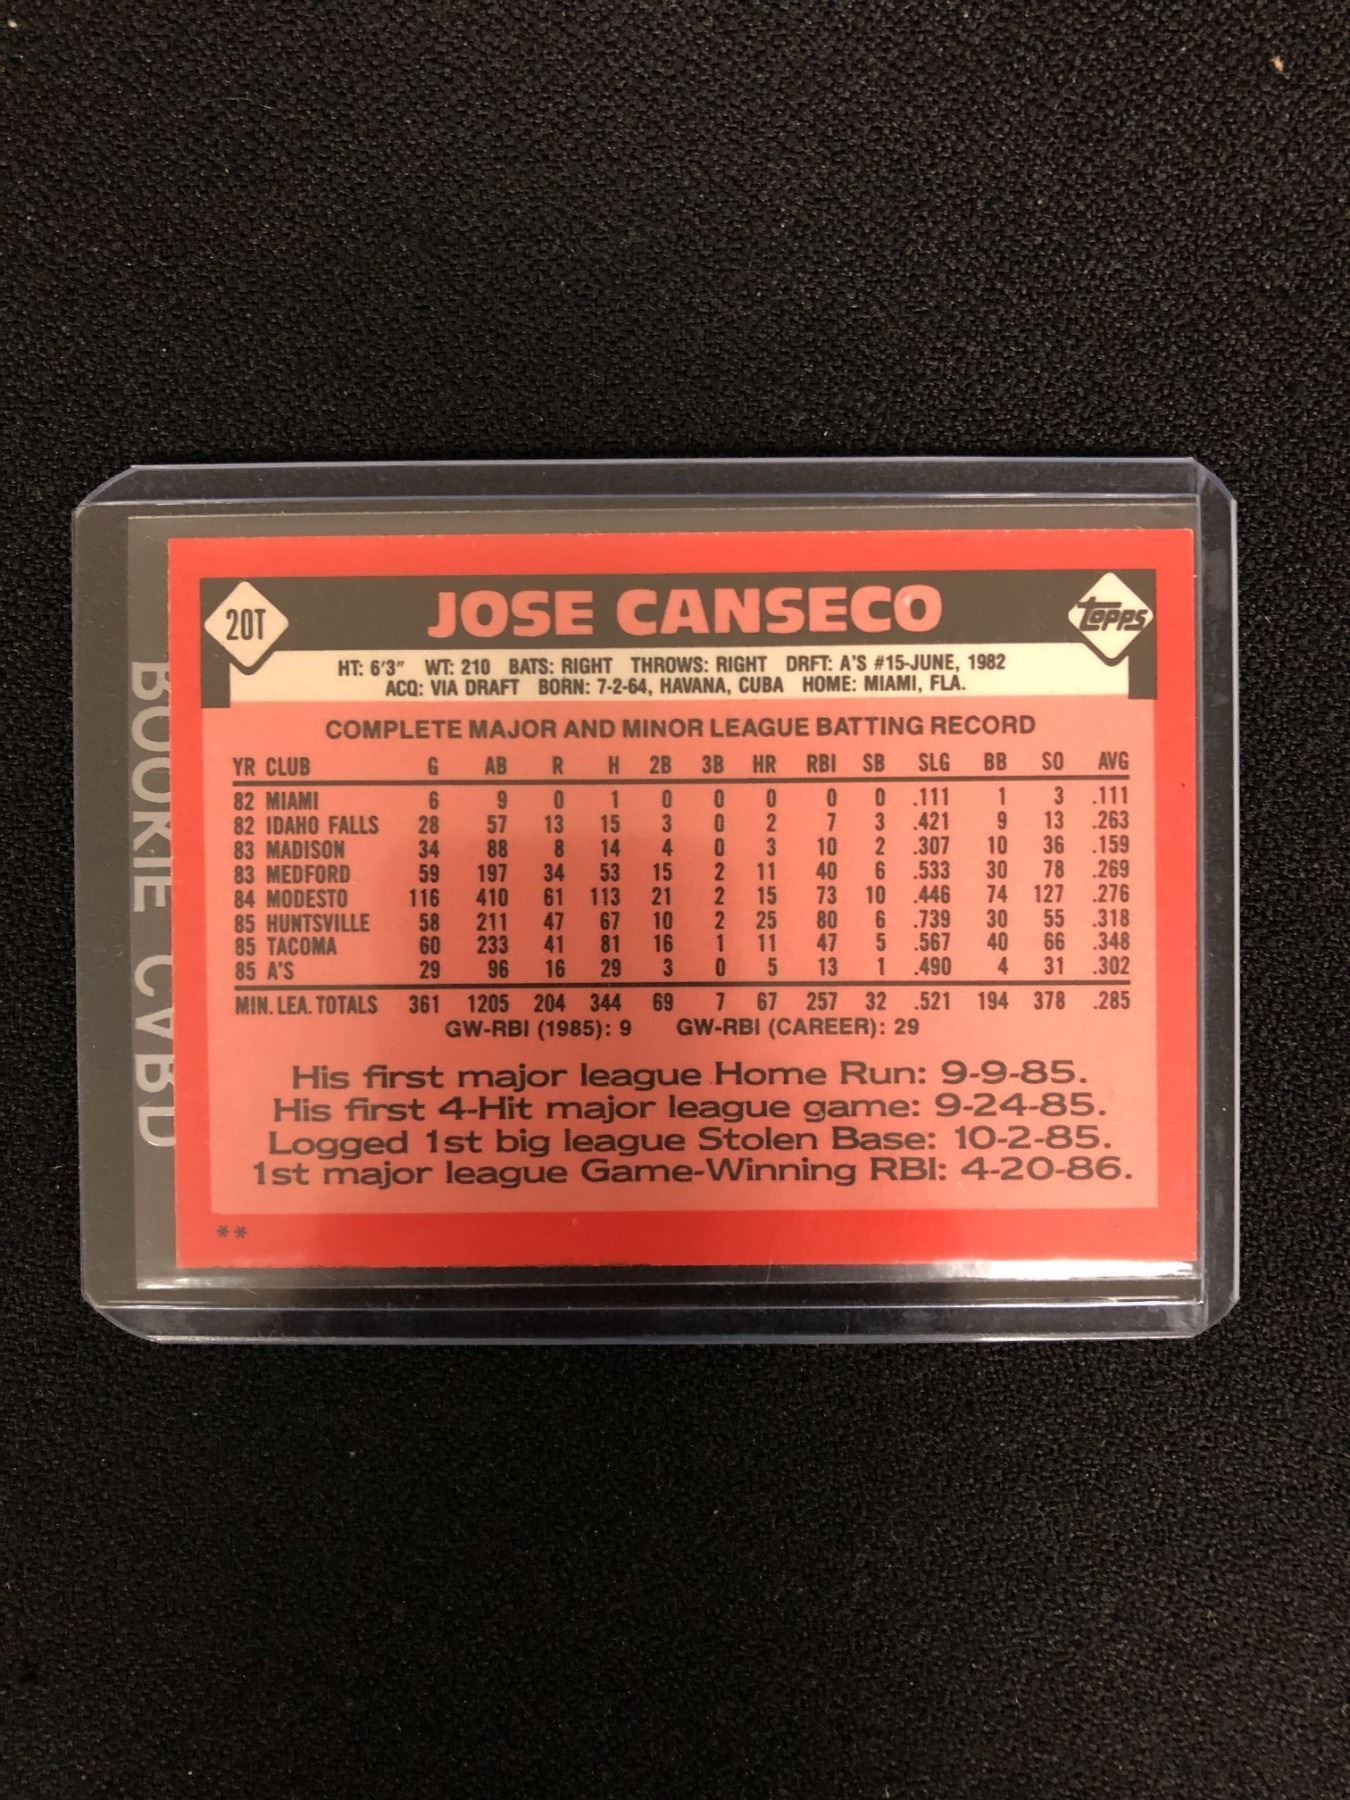 20T
JOSE CANSECO
topps
HT: 6'3" WT: 210 BATS: RIGHT THROWS: RIGHT DRFT: A'S #15-JUNE, 1982
ACQ: VIA DRAFT BORN: 7-2-64, HAVANA, CUBA HOME: MIAMI, FLA.
COMPLETE MAJOR AND MINOR LEAGUE BATTING RECORD
YR CLUB G AB R H 2B 3B HR RBI SB SLG BB SO AVG
82 MIAMI 6 9 0 1 0 0 0 0 0 .111 1 3 .111
82 IDAHO FALLS 28 57 13 15 3 0 2 7 3 .421 9 13 .263
83 MADISON 34 88 8 14 4 0 3 10 2 .307 10 36 .159
83 MEDFORD 59 197 34 53 15 2 11 40 6 .533 30 78 .269
84 MODESTO 116 410 61 113 21 2 15 73 10 .446 74 127 .276
85 HUNTSVILLE 58 211 47 67 10 2 25 80 6 .739 30 55 .318
85 TACOMA 60 233 41 81 16 1 11 47 5 .567 40 66 .348
85 A'S 29 96 16 29 3 0 5 13 1 .490 4 31 .302
MIN. LEA. TOTALS 361 1205 204 344 69 7 67 257 32 .521 194 378 .285
GW-RBI (1985): 9 GW-RBI (CAREER): 29
His first major league Home Run: 9-9-85.
His first 4-Hit major league game: 9-24-85.
Logged 1st big league Stolen Base: 10-2-85.
1st major league Game-Winning RBI: 4-20-86.
**